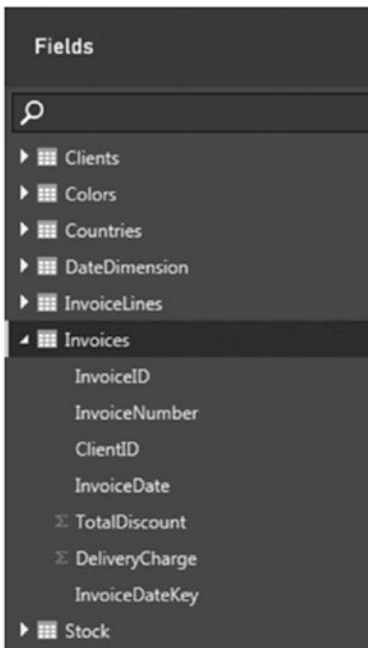 Fields
Clients
Colors
Countries
DateDimension
InvoiceLines
Invoices
InvoiceID
InvoiceNumber
ClientID
InvoiceDate
Σ TotalDiscount
Σ DeliveryCharge
InvoiceDateKey
Stock